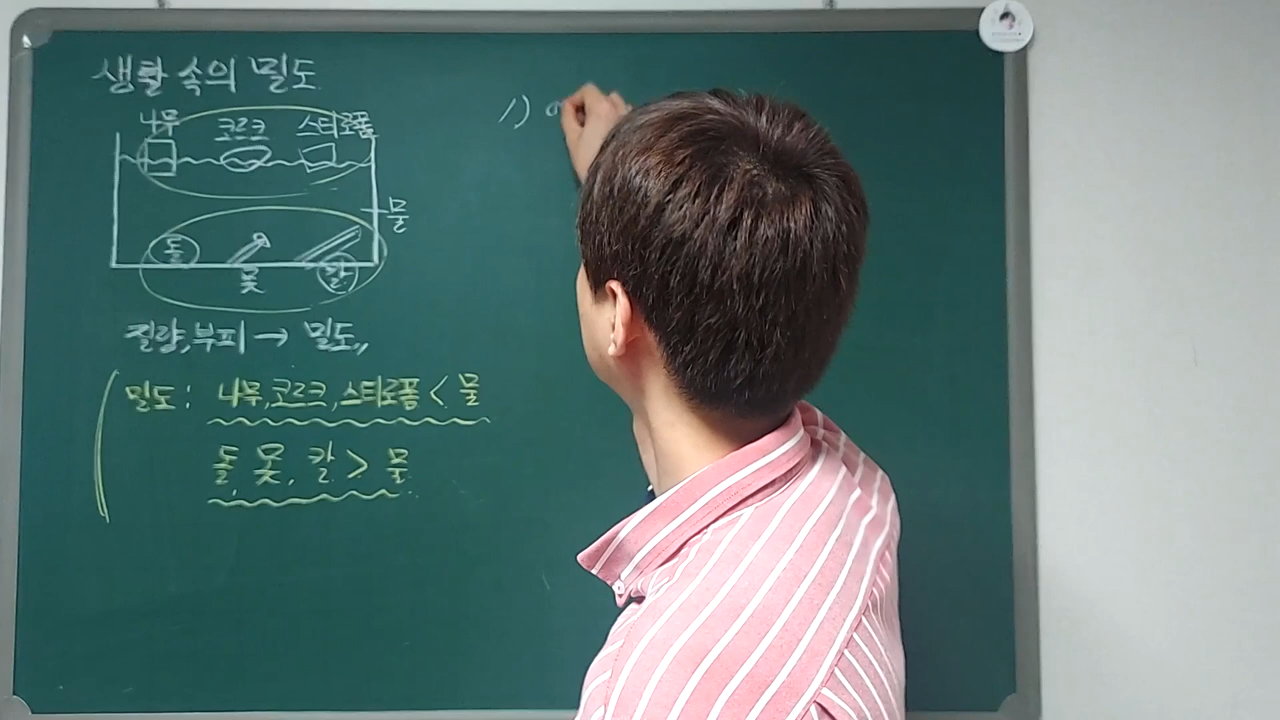 생활 속의 밀도
나무 코르크 스티로폼
물
돌 못 칼
질량, 부피 → 밀도,,
밀도 : 나무, 코르크, 스티로폼 < 물
돌, 못, 칼 > 물
1)